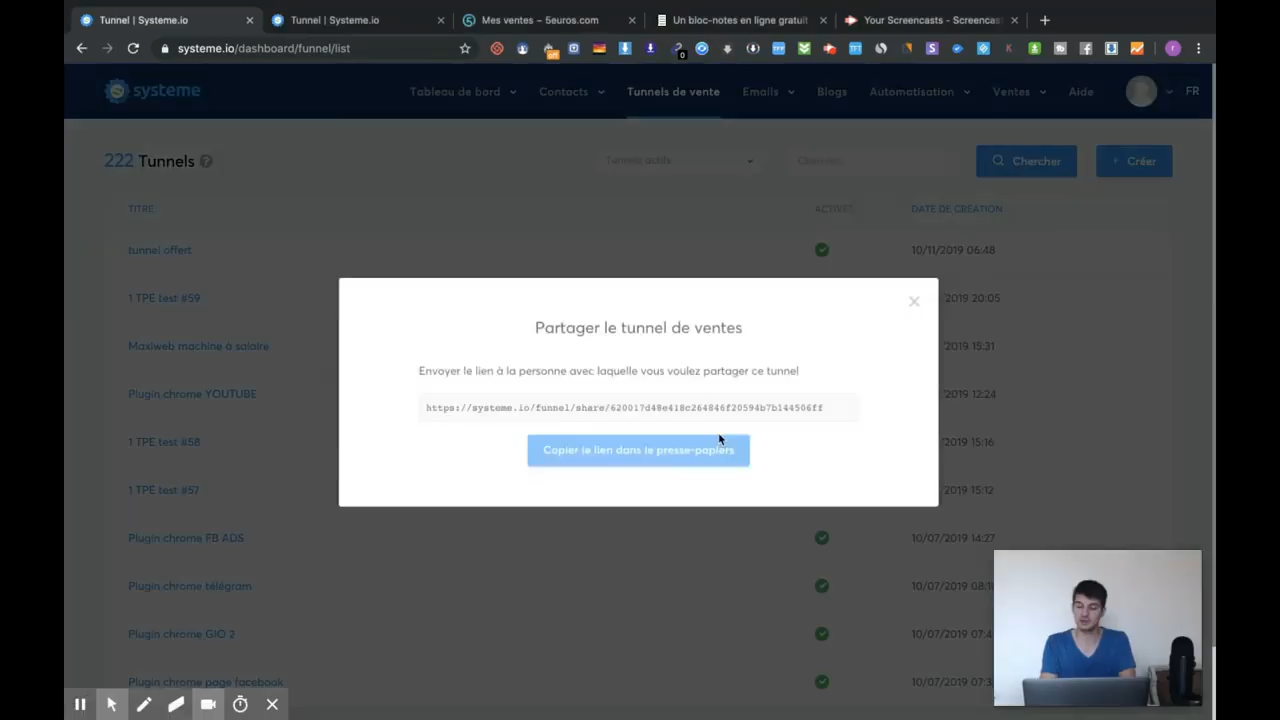 Tunnel | Systeme.io
Tunnel | Systeme.io
Mes ventes – 5euros.com
Un bloc-notes en ligne gratuit
Your Screencasts - Screencas
systeme.io/dashboard/funnel/list
off
0
systeme
Tableau de bord
Contacts
Tunnels de vente
Emails
Blogs
Automatisation
Ventes
Aide
FR
222 Tunnels
Tunnels actifs
Chercher
Chercher
+ Créer
TITRE
ACTIVÉ?
DATE DE CRÉATION
tunnel offert
10/11/2019 06:48
1 TPE test #59
2019 20:05
Maxiweb machine à salaire
2019 15:31
Plugin chrome YOUTUBE
2019 12:24
1 TPE test #58
2019 15:16
1 TPE test #57
2019 15:12
Plugin chrome FB ADS
10/07/2019 14:27
Plugin chrome télégram
10/07/2019 08:1
Plugin chrome GIO 2
10/07/2019 07:4
Plugin chrome page facebook
10/07/2019 07:3
Partager le tunnel de ventes
Envoyer le lien à la personne avec laquelle vous voulez partager ce tunnel
https://systeme.io/funnel/share/620017d48e418c264846f20594b7b144506ff
Copier le lien dans le presse-papiers